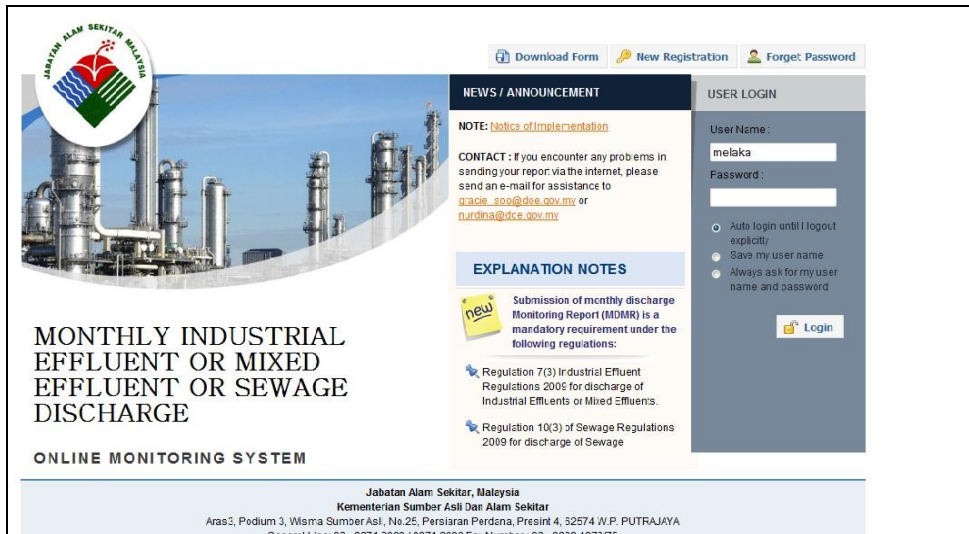 JABATAN ALAM SEKITAR MALAYSIA
Download Form
New Registration
Forget Password
NEWS / ANNOUNCEMENT
NOTE: Notice of Implementation
CONTACT : If you encounter any problems in
sending your report via the internet, please
send an e-mail for assistance to
gracie_soo@doe.gov.my or
nurdina@doe.gov.my
EXPLANATION NOTES
new
Submission of monthly discharge
Monitoring Report (MDMR) is a
mandatory requirement under the
following regulations:
Regulation 7(3) Industrial Effluent
Regulations 2009 for discharge of
Industrial Effluents or Mixed Effluents.
Regulation 10(3) of Sewage Regulations
2009 for discharge of Sewage
USER LOGIN
User Name :
melaka
Password :
Auto login until I logout
explicitly
Save my user name
Always ask for my user
name and password
Login
MONTHLY INDUSTRIAL
EFFLUENT OR MIXED
EFFLUENT OR SEWAGE
DISCHARGE
ONLINE MONITORING SYSTEM
Jabatan Alam Sekitar, Malaysia
Kementerian Sumber Asli Dan Alam Sekitar
Aras3, Podium 3, Wisma Sumber Asli, No.25, Persiaran Perdana, Presint 4, 62574 W.P. PUTRAJAYA